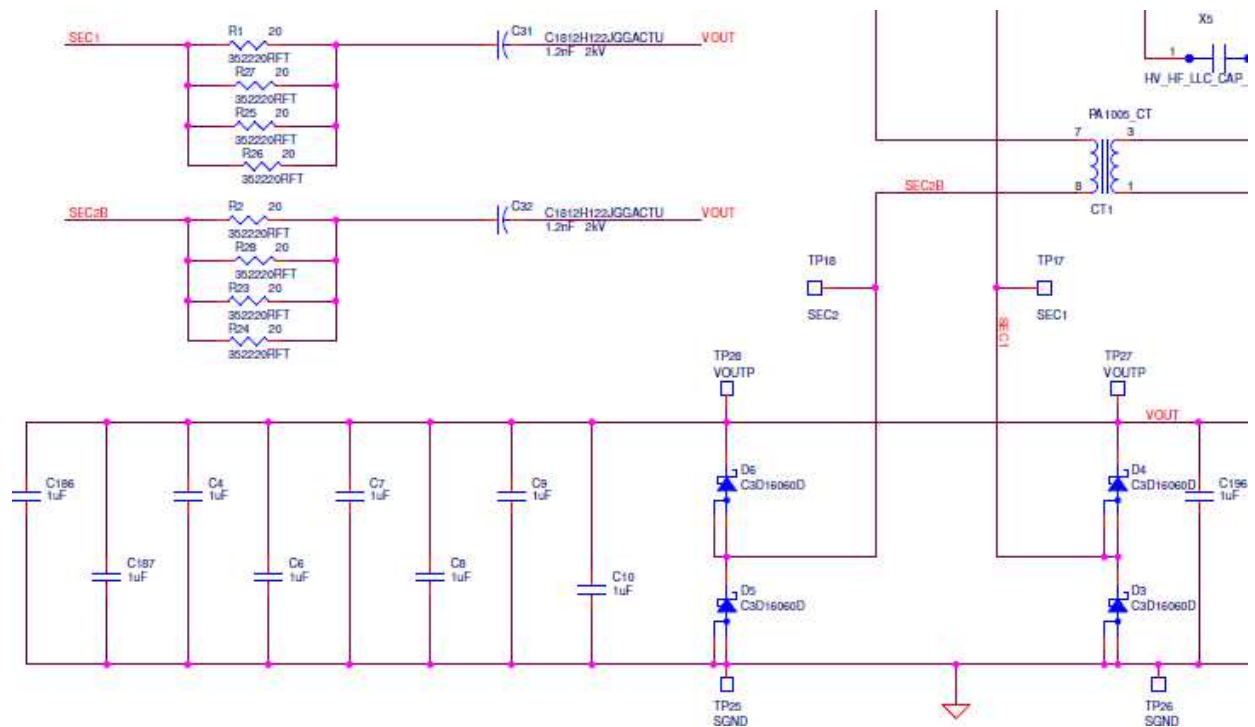 R1 20
SEC1
352220RFT
R27 20
352220RFT
R25 20
352220RFT
R26 20
352220RFT
C31
C1812H122JGGACTU
1.2nF 2kV
VOUT
SEC2B
R2 20
352220RFT
R28 20
352220RFT
R23 20
352220RFT
R24 20
352220RFT
C32
C1812H122JGGACTU
1.2nF 2kV
VOUT
X5
1
HV_HF_LLC_CAP_
PA1005_CT
7 3
SEC2B
8 1
CT1
TP18
SEC2
TP17
SEC1
SEC1
TP28
VOUTP
TP27
VOUTP
VOUT
C186
1uF
C4
1uF
C7
1uF
C9
1uF
D6
C3D16060D
D4
C3D16060D
C196
1uF
C187
1uF
C6
1uF
C8
1uF
C10
1uF
D5
C3D16060D
D3
C3D16060D
TP25
SGND
TP26
SGND